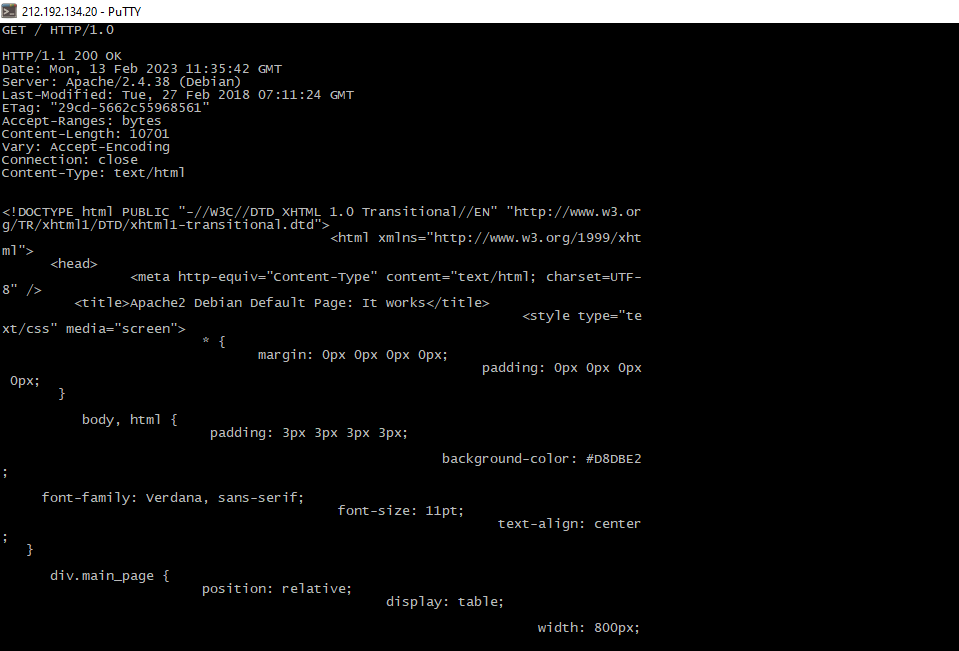 212.192.134.20 - PuTTY
GET / HTTP/1.0
HTTP/1.1 200 OK
Date: Mon, 13 Feb 2023 11:35:42 GMT
Server: Apache/2.4.38 (Debian)
Last-Modified: Tue, 27 Feb 2018 07:11:24 GMT
ETag: "29cd-5662c55968561"
Accept-Ranges: bytes
Content-Length: 10701
Vary: Accept-Encoding
Connection: close
Content-Type: text/html
<!DOCTYPE html PUBLIC "-//W3C//DTD XHTML 1.0 Transitional//EN" "http://www.w3.or
g/TR/xhtml1/DTD/xhtml1-transitional.dtd">
<html xmlns="http://www.w3.org/1999/xht
ml">
<head>
<meta http-equiv="Content-Type" content="text/html; charset=UTF-
8" />
<title>Apache2 Debian Default Page: It works</title>
<style type="te
xt/css" media="screen">
* {
margin: 0px 0px 0px 0px;
padding: 0px 0px 0px
0px;
}
body, html {
padding: 3px 3px 3px 3px;
background-color: #D8DBE2
;
font-family: Verdana, sans-serif;
font-size: 11pt;
text-align: center
;
}
div.main_page {
position: relative;
display: table;
width: 800px;